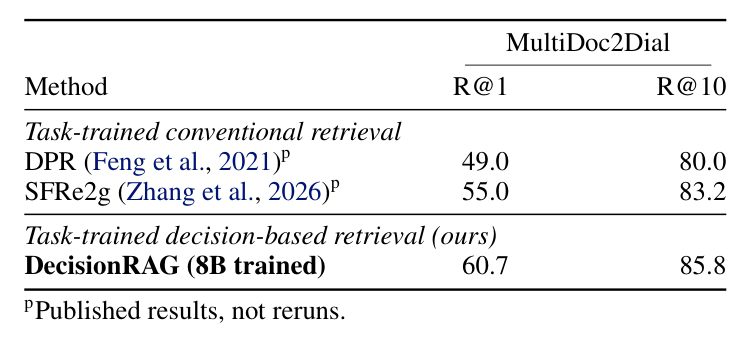 MultiDoc2Dial
Method R@1 R@10
Task-trained conventional retrieval
DPR (Feng et al., 2021)ᵖ 49.0 80.0
SFRe2g (Zhang et al., 2026)ᵖ 55.0 83.2
Task-trained decision-based retrieval (ours)
DecisionRAG (8B trained) 60.7 85.8
ᵖPublished results, not reruns.